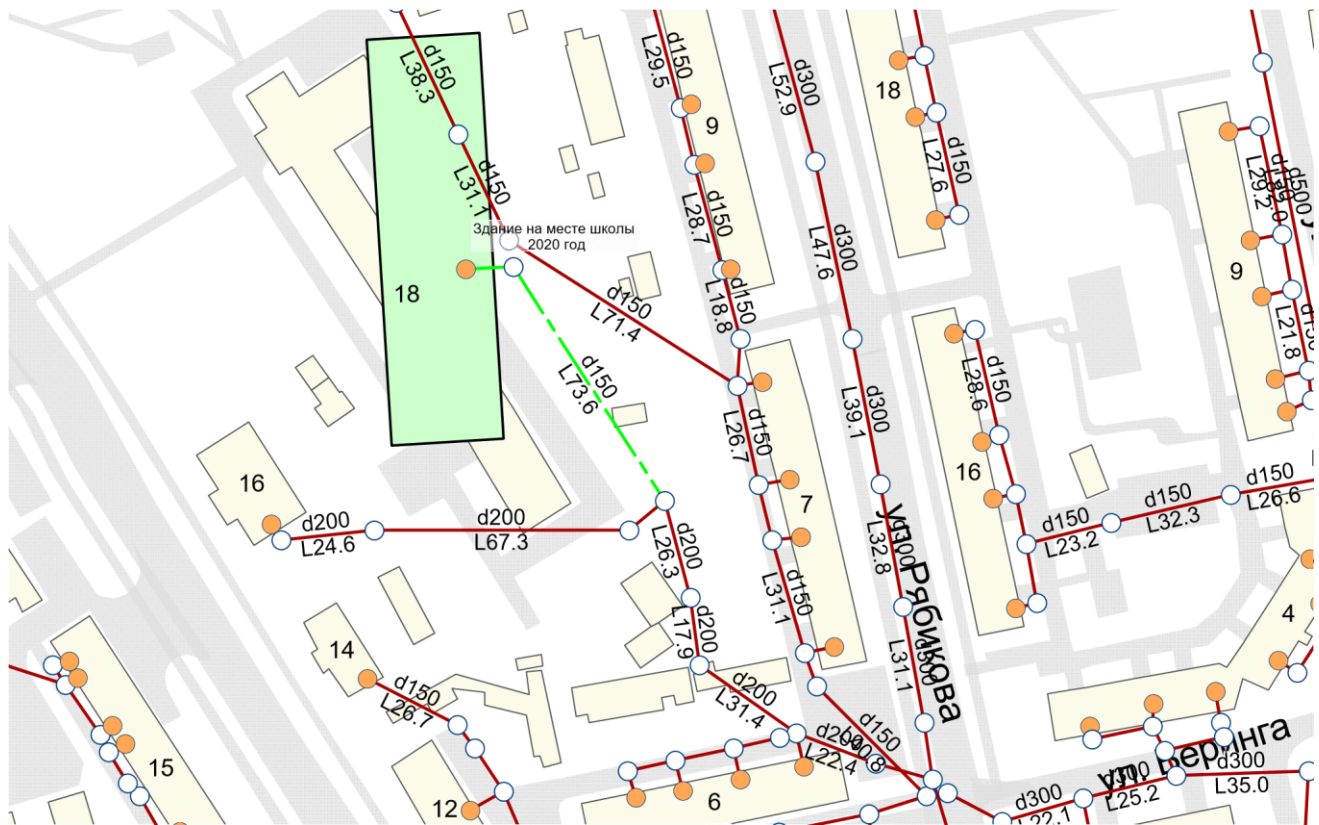 d150
L38.3
d150
L31.1
Здание на месте школы
2020 год
18
d150
L71.4
d150
L73.6
d150
L29.5
9
d150
L28.7
d150
L18.8
d300
L52.9
d300
L47.6
d300
L39.1
d300
L32.8
d300
L31.1
ул. Рябикова
18
d150
L27.6
9
L29.2
d500
L21.8
d150
L28.6
16
d150
L23.2
d150
L32.3
d150
L26.6
d150
L26.7
7
d150
L31.1
d150
16
d200
L24.6
d200
L67.3
d200
L26.3
d200
L17.9
d200
L31.4
d200
L22.4
14
d150
L26.7
15
12
6
4
d300
L22.1
d300
L25.2
d300
L35.0
ул. Веринга